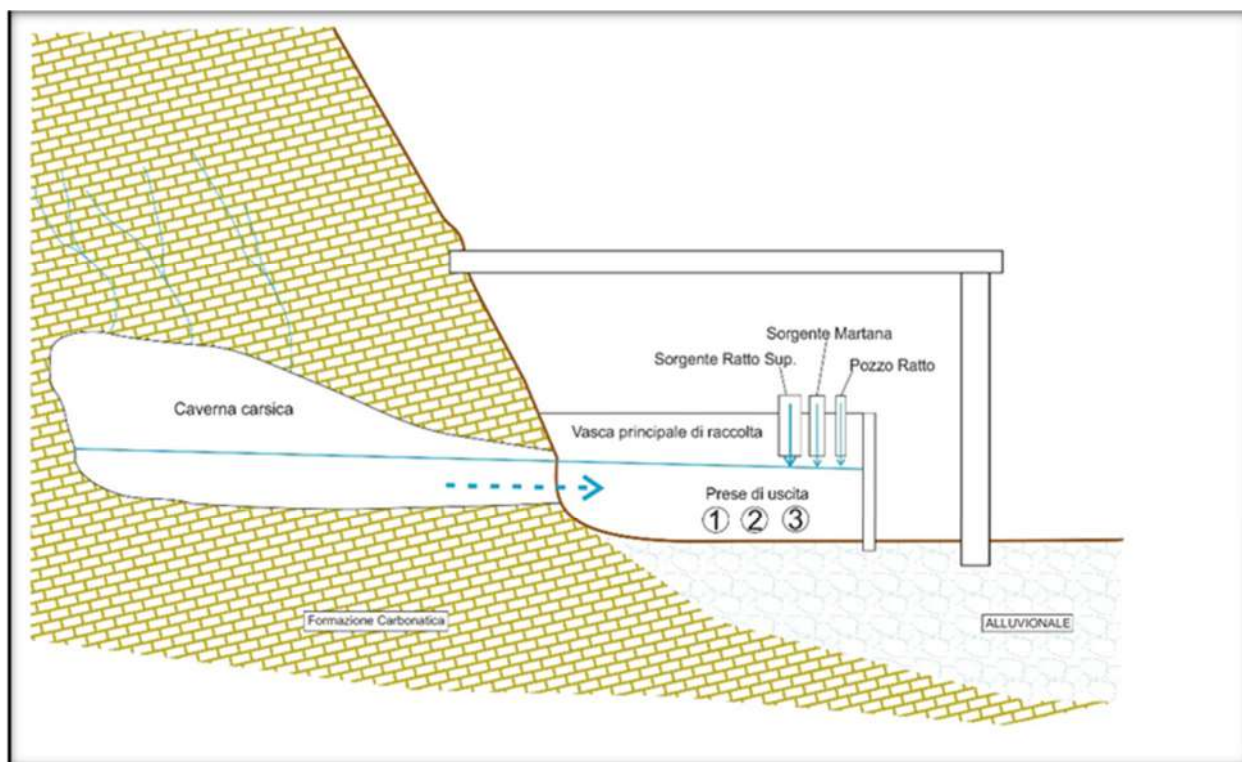 Sorgente Martana
Sorgente Ratto Sup.
Pozzo Ratto
Caverna carsica
Vasca principale di raccolta
Prese di uscita
1 2 3
Formazione Carbonatica
ALLUVIONALE